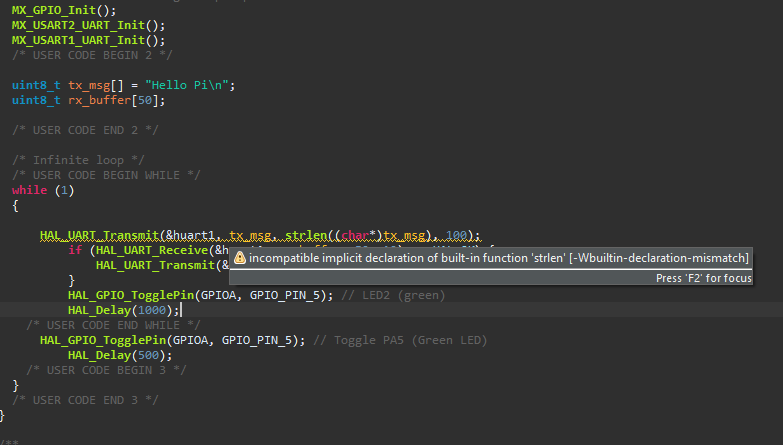 MX_GPIO_Init();
MX_USART2_UART_Init();
MX_USART1_UART_Init();
/* USER CODE BEGIN 2 */
uint8_t tx_msg[] = "Hello Pi\n";
uint8_t rx_buffer[50];
/* USER CODE END 2 */
/* Infinite loop */
/* USER CODE BEGIN WHILE */
while (1)
{
HAL_UART_Transmit(&huart1, tx_msg, strlen((char*)tx_msg), 100);
if (HAL_UART_Receive(&h
incompatible implicit declaration of built-in function 'strlen' [-Wbuiltin-declaration-mismatch]
HAL_UART_Transmit(&
Press 'F2' for focus
}
HAL_GPIO_TogglePin(GPIOA, GPIO_PIN_5); // LED2 (green)
HAL_Delay(1000);
/* USER CODE END WHILE */
HAL_GPIO_TogglePin(GPIOA, GPIO_PIN_5); // Toggle PA5 (Green LED)
HAL_Delay(500);
/* USER CODE BEGIN 3 */
}
/* USER CODE END 3 */
}
/**